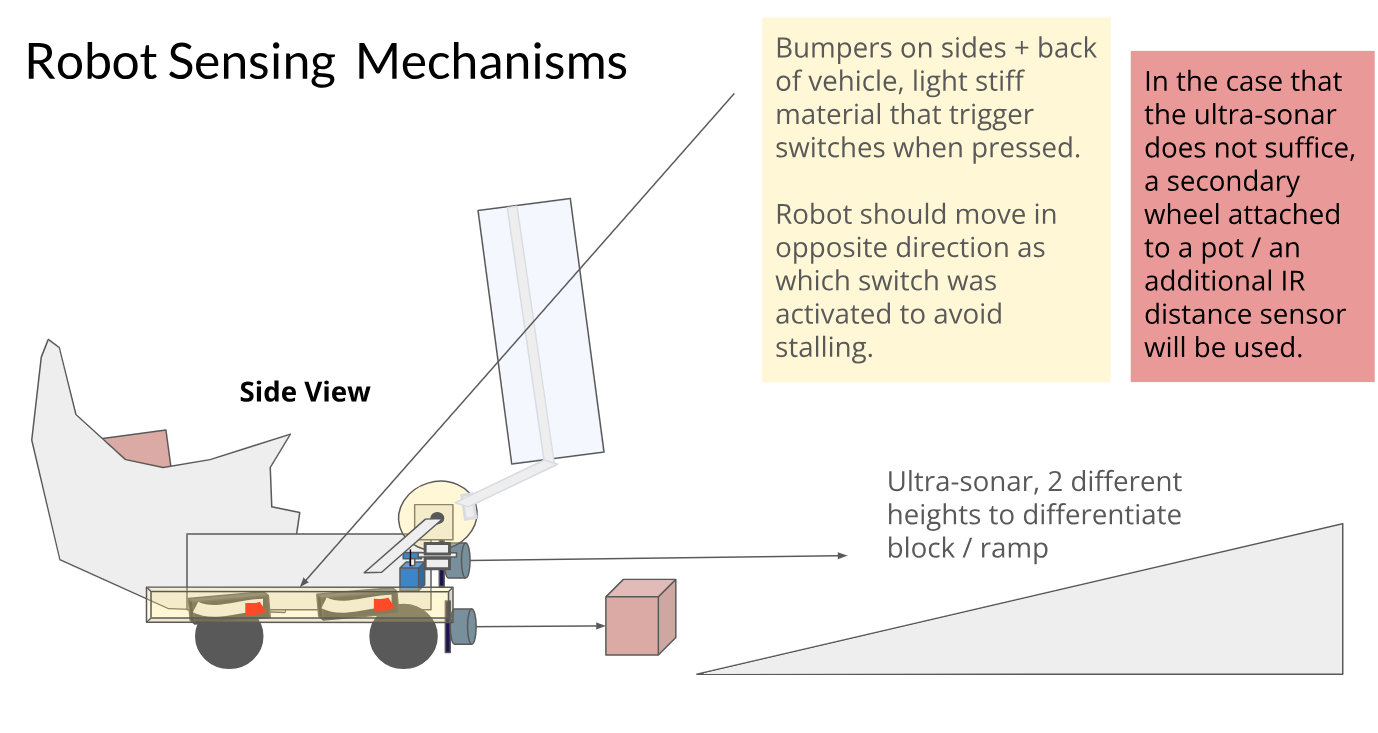 Robot Sensing Mechanisms
Bumpers on sides + back
of vehicle, light stiff
material that trigger
switches when pressed.
Robot should move in
opposite direction as
which switch was
activated to avoid
stalling.
In the case that
the ultra-sonar
does not suffice,
a secondary
wheel attached
to a pot / an
additional IR
distance sensor
will be used.
Side View
Ultra-sonar, 2 different
heights to differentiate
block / ramp